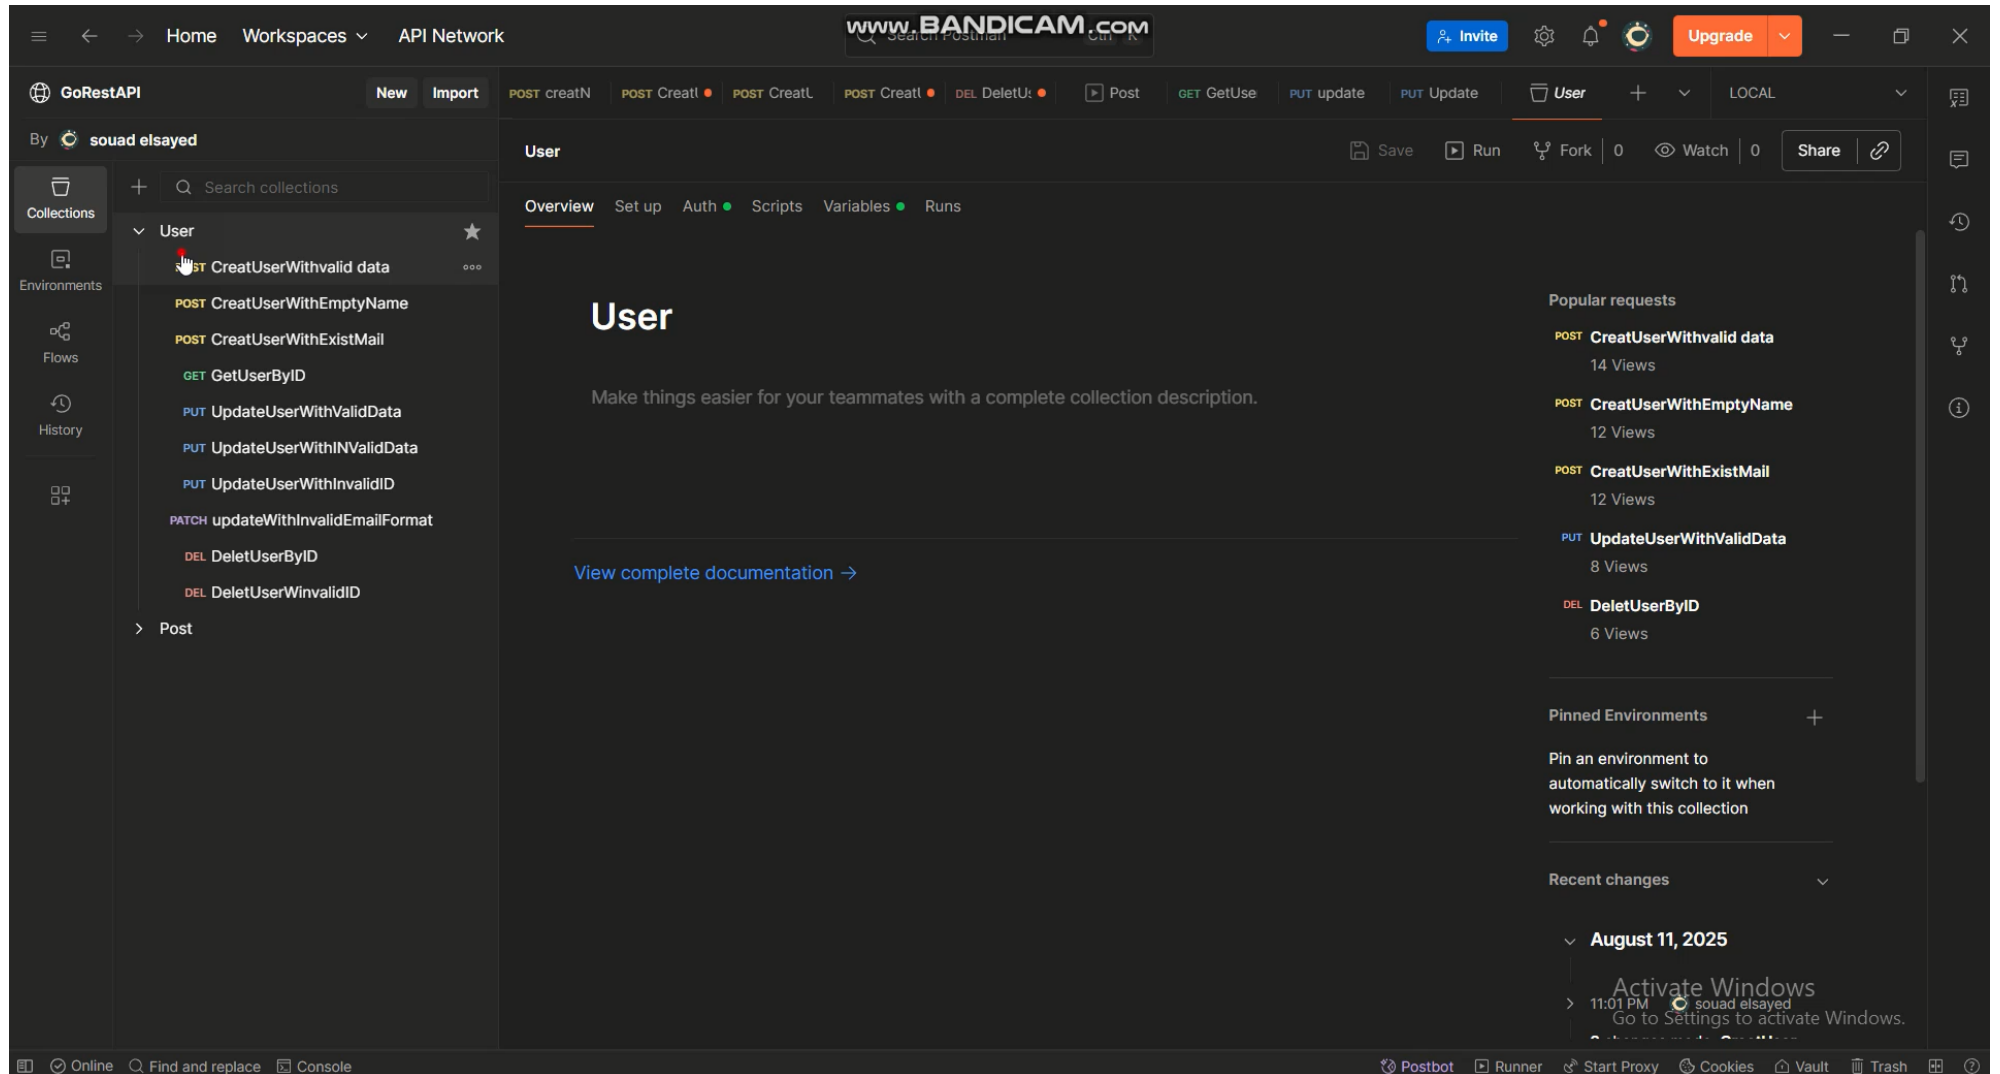 Home Workspaces API Network
www.BANDICAM.com
Search Postman Ctrl K
Invite
Upgrade
GoRestAPI
New Import
POST creatN POST Creatl POST CreatL POST Creatl DEL DeletU: Post GET GetUse PUT update PUT Update User LOCAL
By souad elsayed
User
Save Run Fork 0 Watch 0 Share
Collections
Search collections
Overview Set up Auth Scripts Variables Runs
User
CreatUserWithvalid data
POST CreatUserWithEmptyName
POST CreatUserWithExistMail
GET GetUserByID
PUT UpdateUserWithValidData
PUT UpdateUserWithINValidData
PUT UpdateUserWithInvalidID
PATCH updateWithInvalidEmailFormat
DEL DeletUserByID
DEL DeletUserWinvalidID
Post
Environments
Flows
History
User
Make things easier for your teammates with a complete collection description.
View complete documentation →
Popular requests
POST CreatUserWithvalid data
14 Views
POST CreatUserWithEmptyName
12 Views
POST CreatUserWithExistMail
12 Views
PUT UpdateUserWithValidData
8 Views
DEL DeletUserByID
6 Views
Pinned Environments
Pin an environment to
automatically switch to it when
working with this collection
Recent changes
August 11, 2025
Activate Windows
11:01 PM souad elsayed
Go to Settings to activate Windows.
Online Find and replace Console
Postbot Runner Start Proxy Cookies Vault Trash